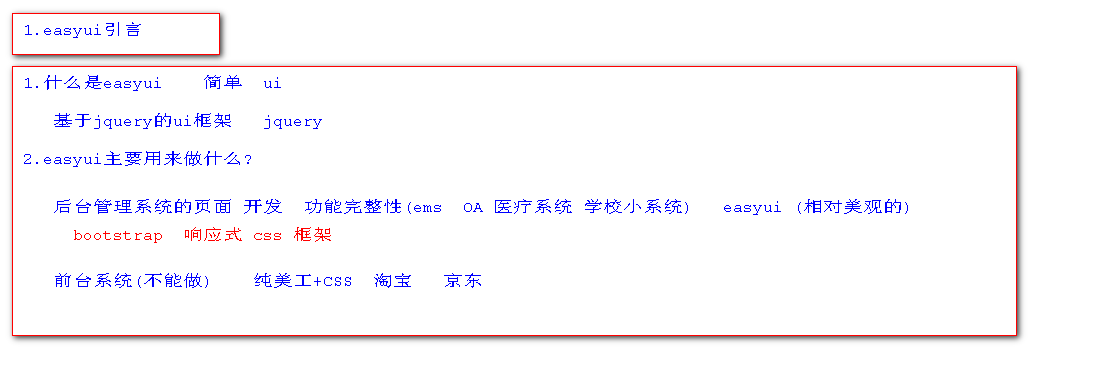 1.easyui引言
1.什么是easyui    简单  ui
基于jquery的ui框架   jquery
2.easyui主要用来做什么?
后台管理系统的页面 开发  功能完整性(ems  OA 医疗系统 学校小系统)   easyui (相对美观的)
bootstrap  响应式 css 框架
前台系统(不能做)    纯美工+CSS  淘宝   京东